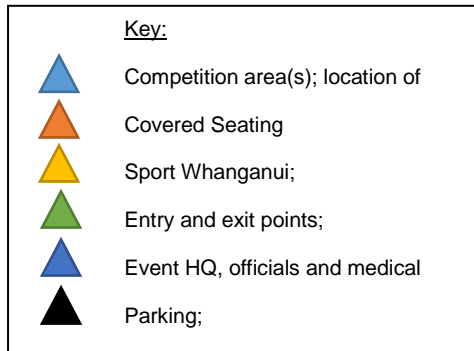 Key:
Competition area(s); location of
Covered Seating
Sport Whanganui;
Entry and exit points;
Event HQ, officials and medical
Parking;